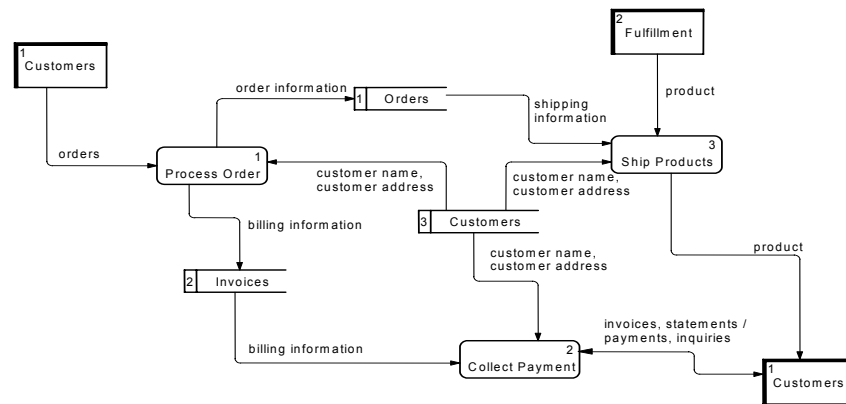 1
Customers
2
Fulfillment
order information
1
Orders
shipping
information
product
orders
1
Process Order
customer name,
customer address
customer name,
customer address
3
Ship Products
3
Customers
billing information
customer name,
customer address
product
2
Invoices
billing information
2
Collect Payment
invoices, statements /
payments, inquiries
1
Customers